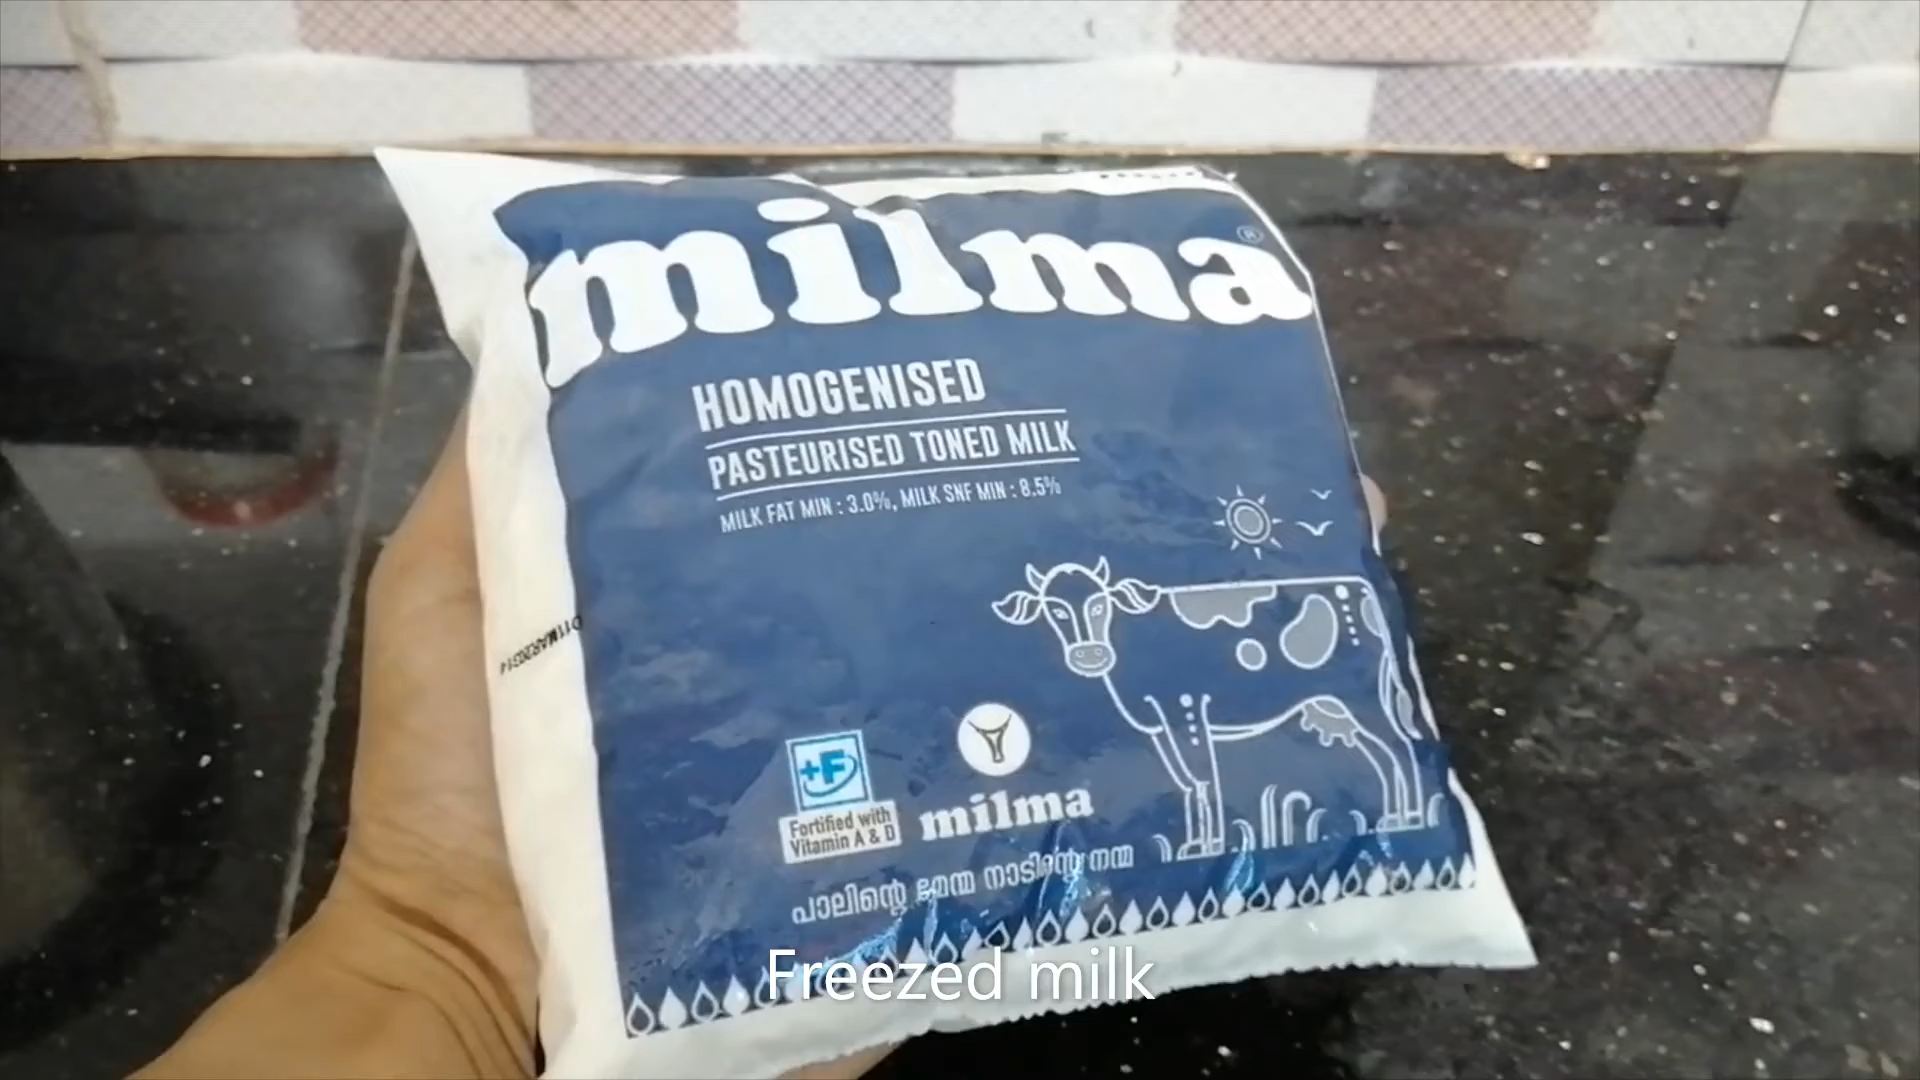 milma®
HOMOGENISED
PASTEURISED TONED MILK
MILK FAT MIN : 3.0%, MILK SNF MIN : 8.5%
+F
Fortified with
Vitamin A & D
milma
പാലിന്റെ മേന്മ നാടിന്റെ നന്മ
Freezed milk